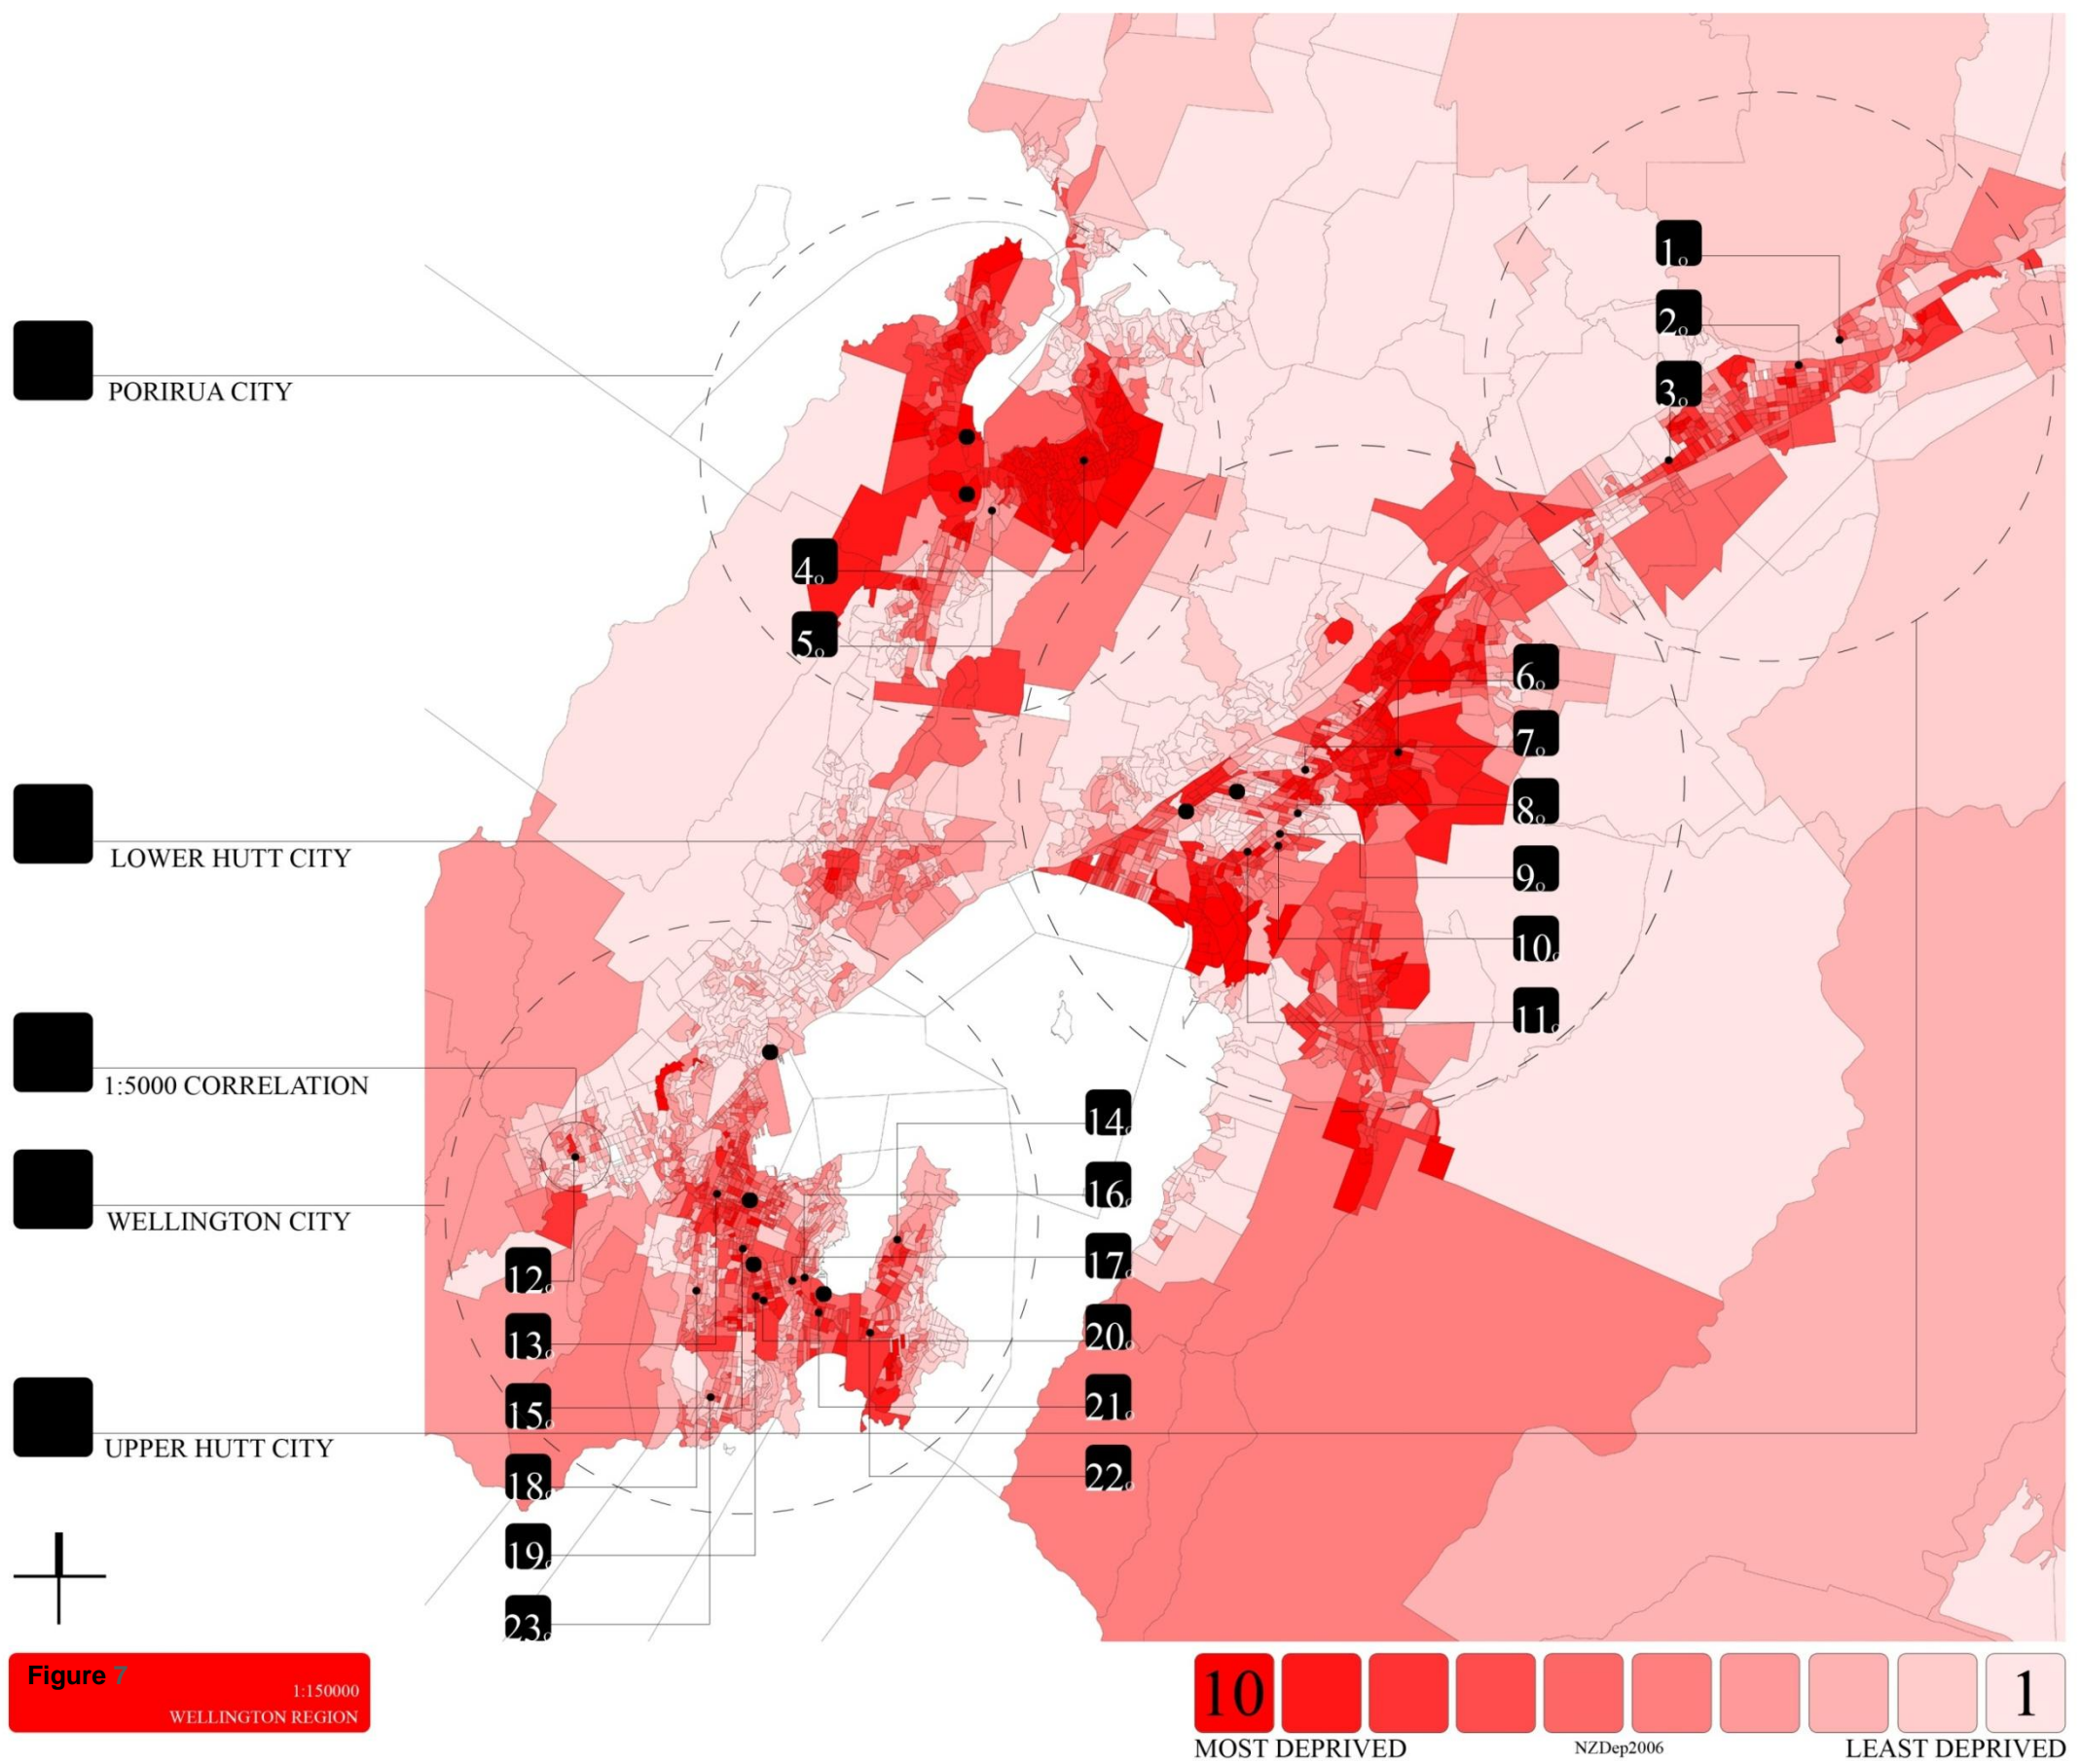 1.
2.
3.
PORIRUA CITY
4.
5.
6.
7.
8.
LOWER HUTT CITY
9.
10.
11.
1:5000 CORRELATION
14.
16.
WELLINGTON CITY
17.
12.
13.
20.
15.
21.
UPPER HUTT CITY
18.
22.
19.
23.
Figure 7
1:150000
WELLINGTON REGION
10
1
MOST DEPRIVED
NZDep2006
LEAST DEPRIVED